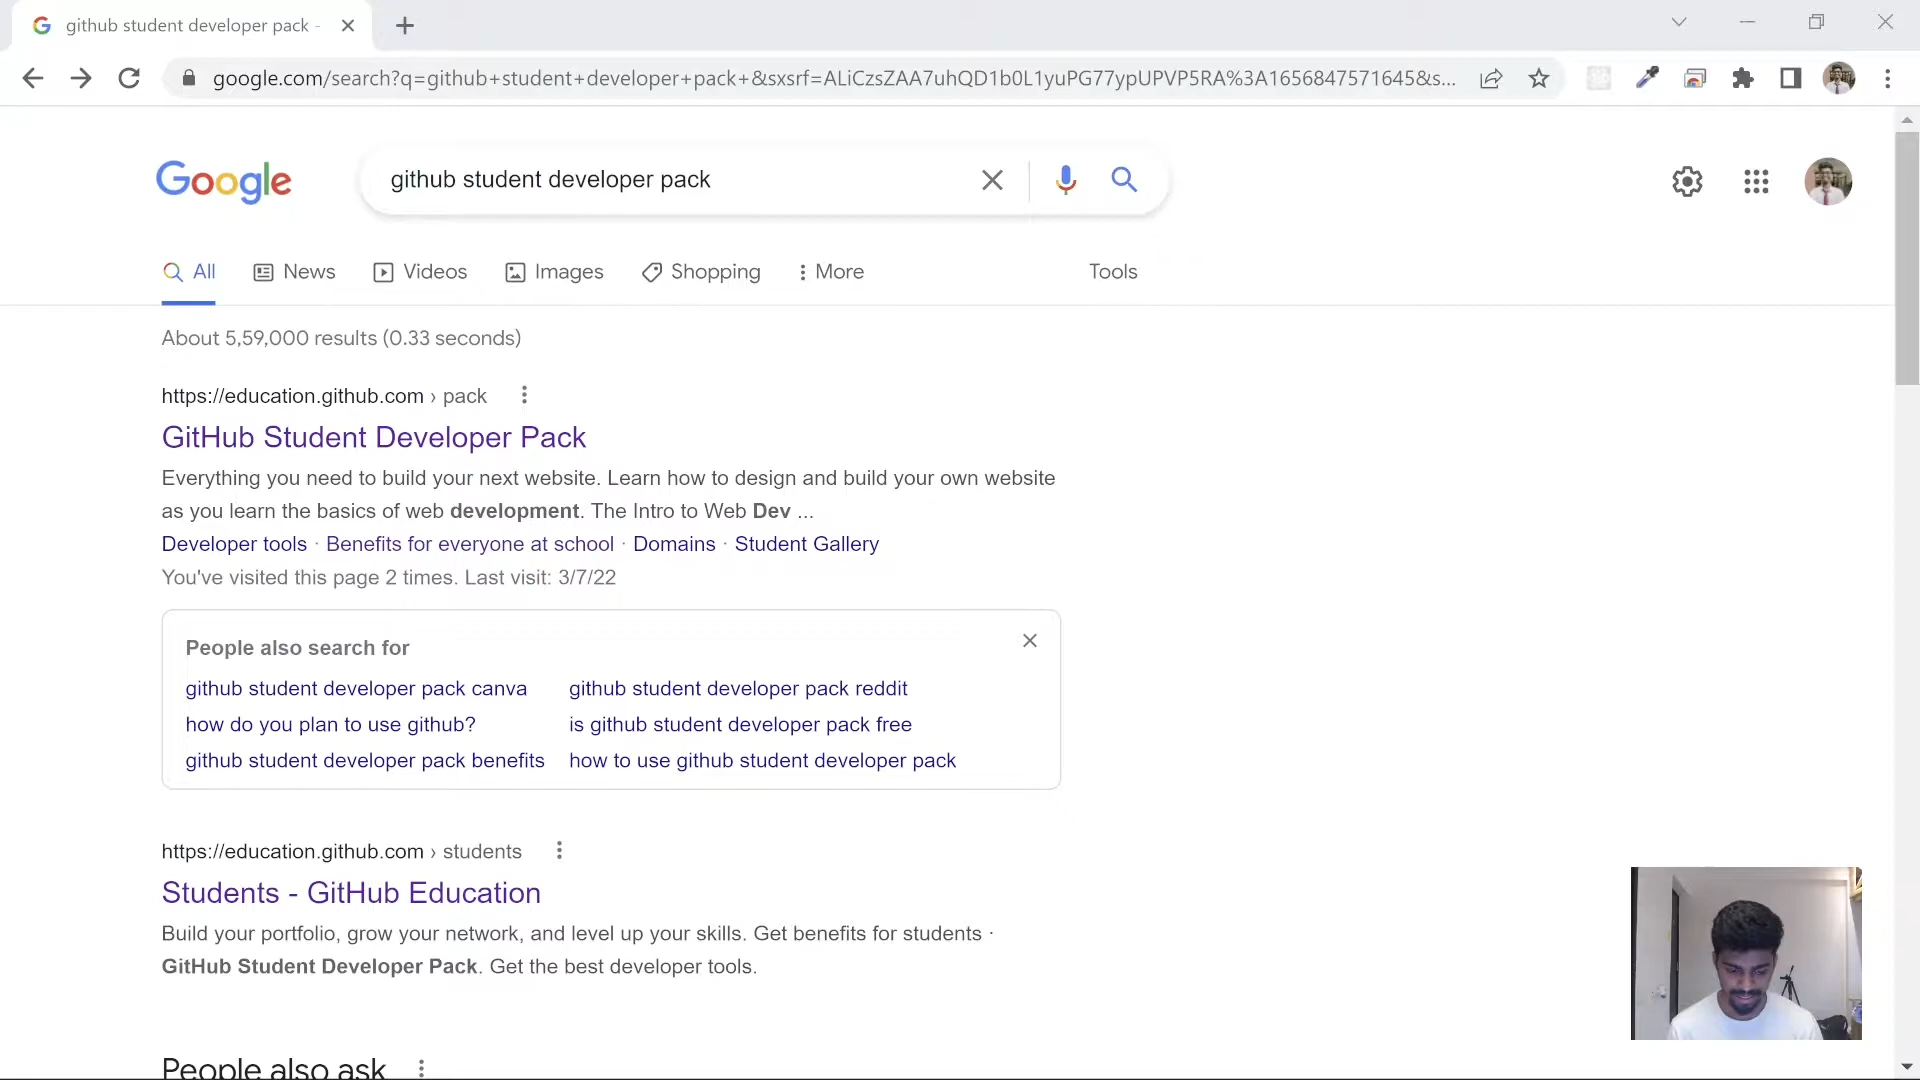 github student developer pack -
google.com/search?q=github+student+developer+pack+&sxsrf=ALiCzsZAA7uhQD1b0L1yuPG77ypUPVP5RA%3A1656847571645&s...
Google
github student developer pack
All
News
Videos
Images
Shopping
More
Tools
About 5,59,000 results (0.33 seconds)
https://education.github.com › pack
GitHub Student Developer Pack
Everything you need to build your next website. Learn how to design and build your own website
as you learn the basics of web development. The Intro to Web Dev ...
Developer tools · Benefits for everyone at school · Domains · Student Gallery
You've visited this page 2 times. Last visit: 3/7/22
People also search for
github student developer pack canva
github student developer pack reddit
how do you plan to use github?
is github student developer pack free
github student developer pack benefits
how to use github student developer pack
https://education.github.com › students
Students - GitHub Education
Build your portfolio, grow your network, and level up your skills. Get benefits for students ·
GitHub Student Developer Pack. Get the best developer tools.
People also ask